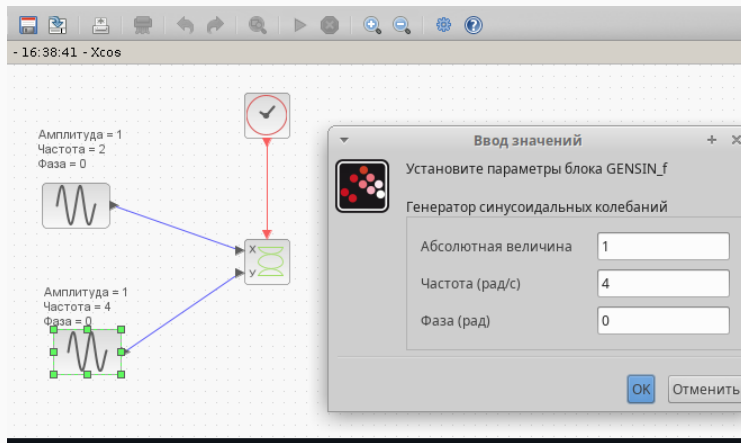 - 16:38:41 - Xcos
Амплитуда = 1
Частота = 2
Фаза = 0
X
У
Амплитуда = 1
Частота = 4
Фаза = 0
Ввод значений
Установите параметры блока GENSIN_f
Генератор синусоидальных колебаний
Абсолютная величина 1
Частота (рад/с) 4
Фаза (рад) 0
OK Отменить